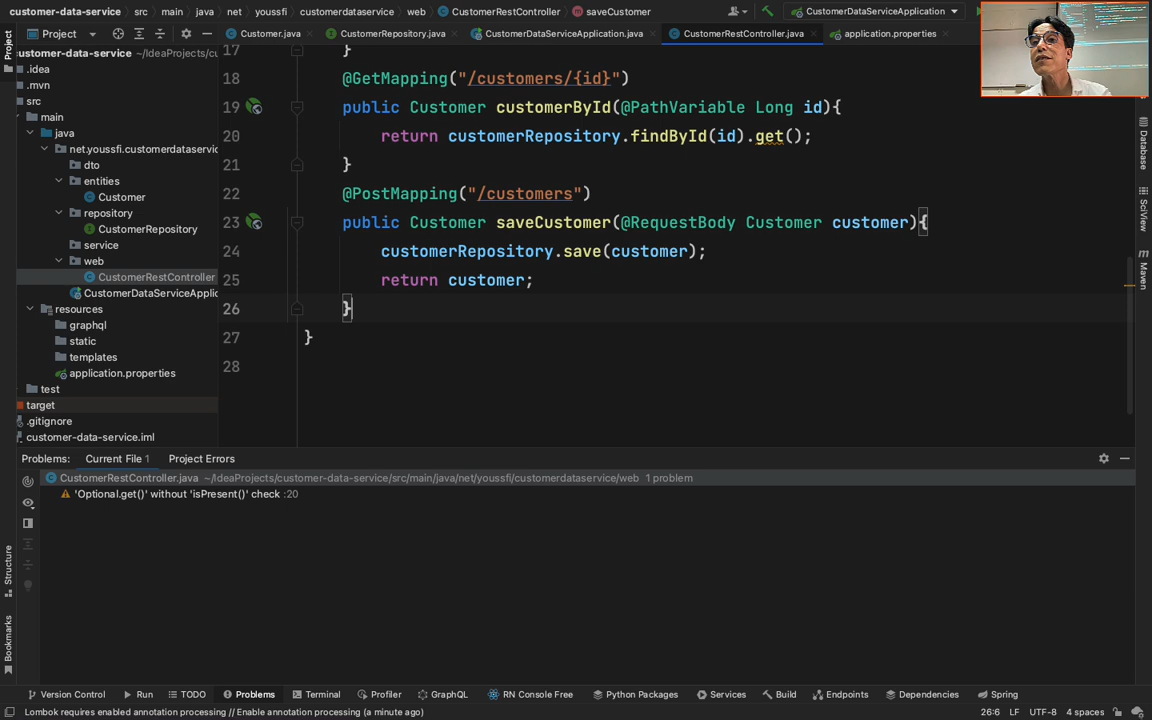 customer-data-service > src > main > java > net > youssfi > customerdataservice > web > CustomerRestController > saveCustomer CustomerDataServiceApplication
Project Customer.java CustomerRepository.java CustomerDataServiceApplication.java CustomerRestController.java application.properties
Project
customer-data-service ~/IdeaProjects/cu
.idea
.mvn
src
main
java
net.youssfi.customerdataservic
dto
entities
Customer
repository
CustomerRepository
service
web
CustomerRestController
CustomerDataServiceApplic
resources
graphql
static
templates
application.properties
test
target
.gitignore
customer-data-service.iml
17 }
18 @GetMapping("/customers/{id}")
19 public Customer customerById(@PathVariable Long id){
20 return customerRepository.findById(id).get();
21 }
22 @PostMapping("/customers")
23 public Customer saveCustomer(@RequestBody Customer customer){
24 customerRepository.save(customer);
25 return customer;
26 }
27 }
28
Database
SciView
m
Maven
Problems: Current File 1 Project Errors
CustomerRestController.java ~/IdeaProjects/customer-data-service/src/main/java/net/youssfi/customerdataservice/web 1 problem
'Optional.get()' without 'isPresent()' check :20
Structure
Bookmarks
Version Control Run TODO Problems Terminal Profiler GraphQL RN Console Free Python Packages Services Build Endpoints Dependencies Spring
Lombok requires enabled annotation processing // Enable annotation processing (a minute ago) 26:6 LF UTF-8 4 spaces